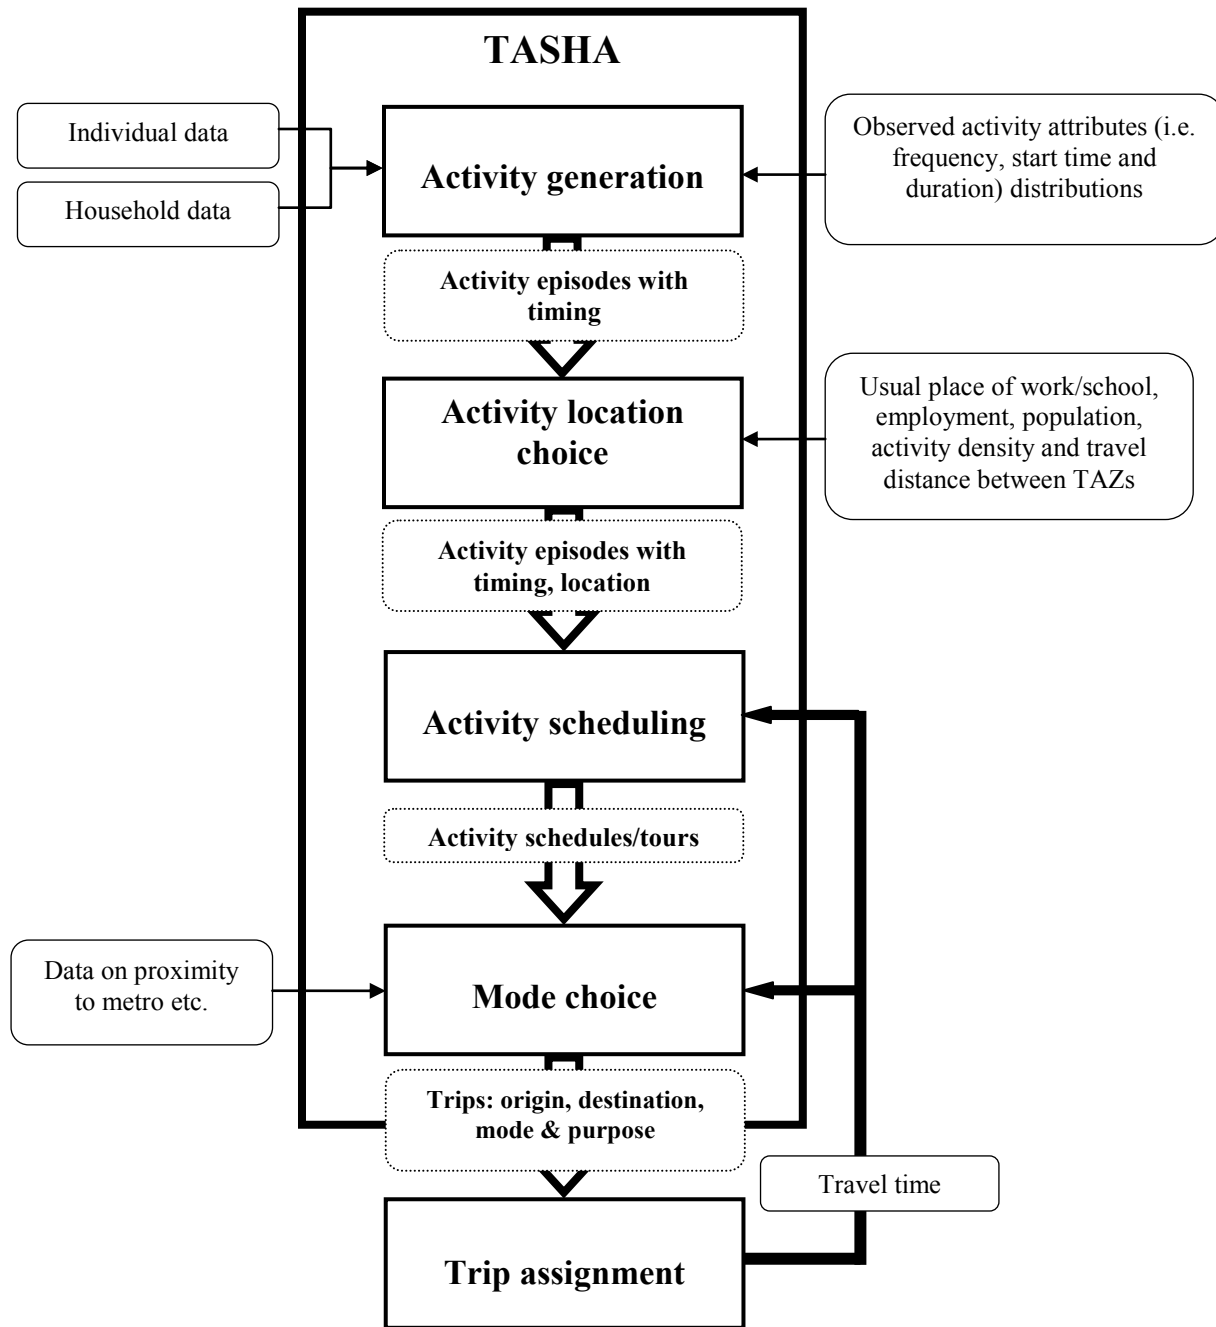 TASHA
Individual data
Household data
Activity generation
Observed activity attributes (i.e.
frequency, start time and
duration) distributions
Activity episodes with
timing
Activity location
choice
Usual place of work/school,
employment, population,
activity density and travel
distance between TAZs
Activity episodes with
timing, location
Activity scheduling
Activity schedules/tours
Data on proximity
to metro etc.
Mode choice
Trips: origin, destination,
mode & purpose
Travel time
Trip assignment